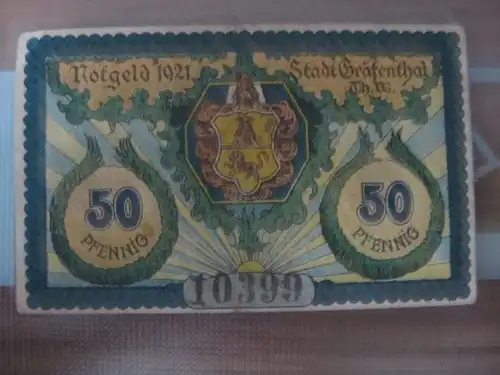 Notgeld 1921
Stadt Gräfenthal
Th. W.
50
PFENNIG
50
PFENNIG
10399